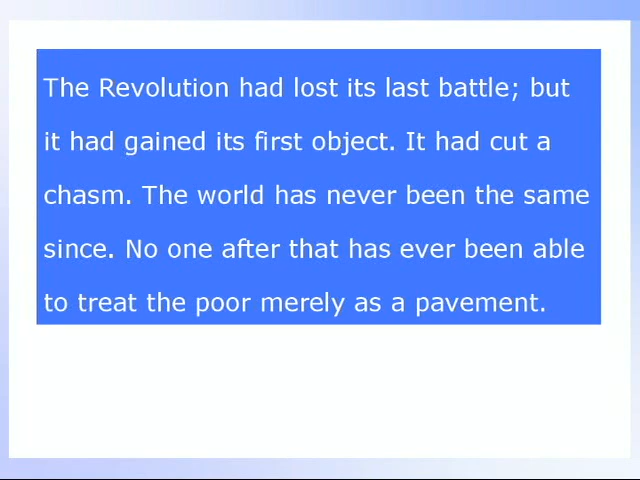 The Revolution had lost its last battle; but
it had gained its first object. It had cut a
chasm. The world has never been the same
since. No one after that has ever been able
to treat the poor merely as a pavement.